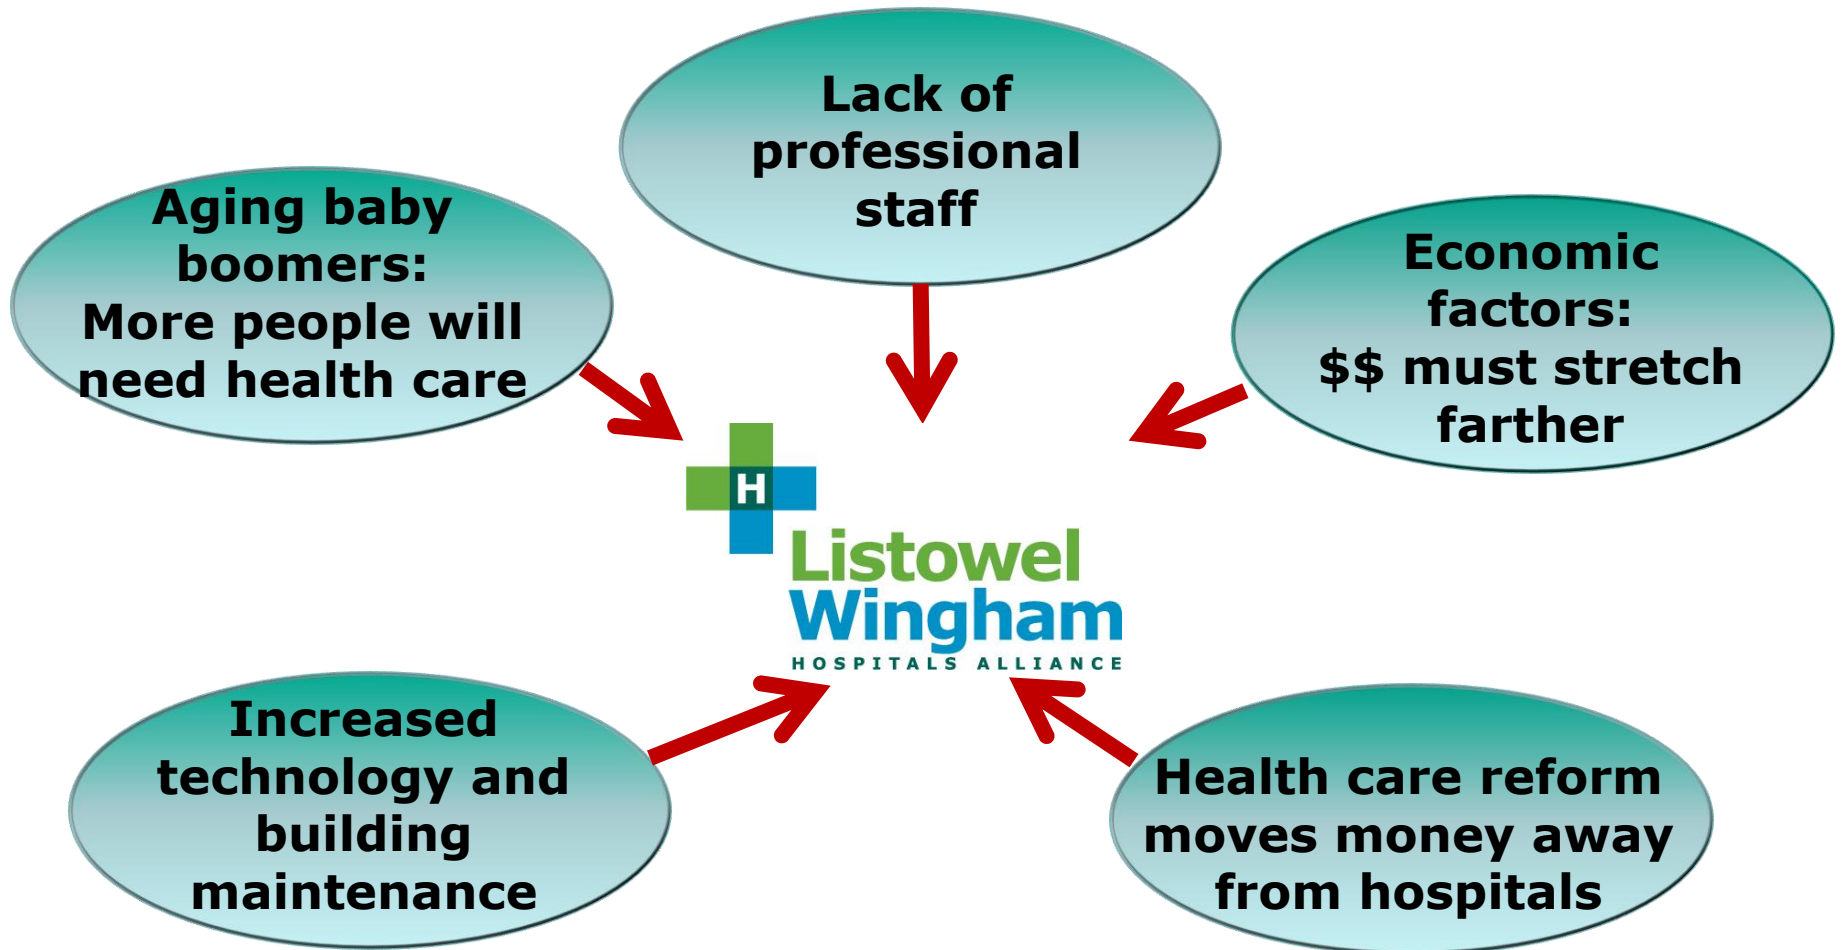 Lack of
professional
staff
Aging baby
boomers:
More people will
need health care
Economic
factors:
$$ must stretch
farther
H
Listowel
Wingham
HOSPITALS ALLIANCE
Increased
technology and
building
maintenance
Health care reform
moves money away
from hospitals